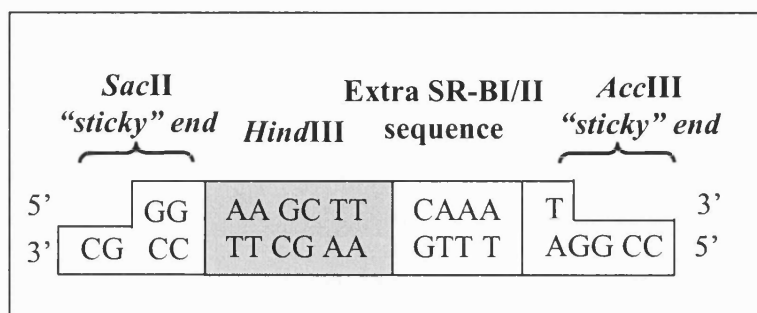 SacII "sticky" end
HindIII
Extra SR-BI/II sequence
AccIII "sticky" end
5' GG AA GC TT CAAA T 3'
3' CG CC TT CG AA GTT T AGG CC 5'